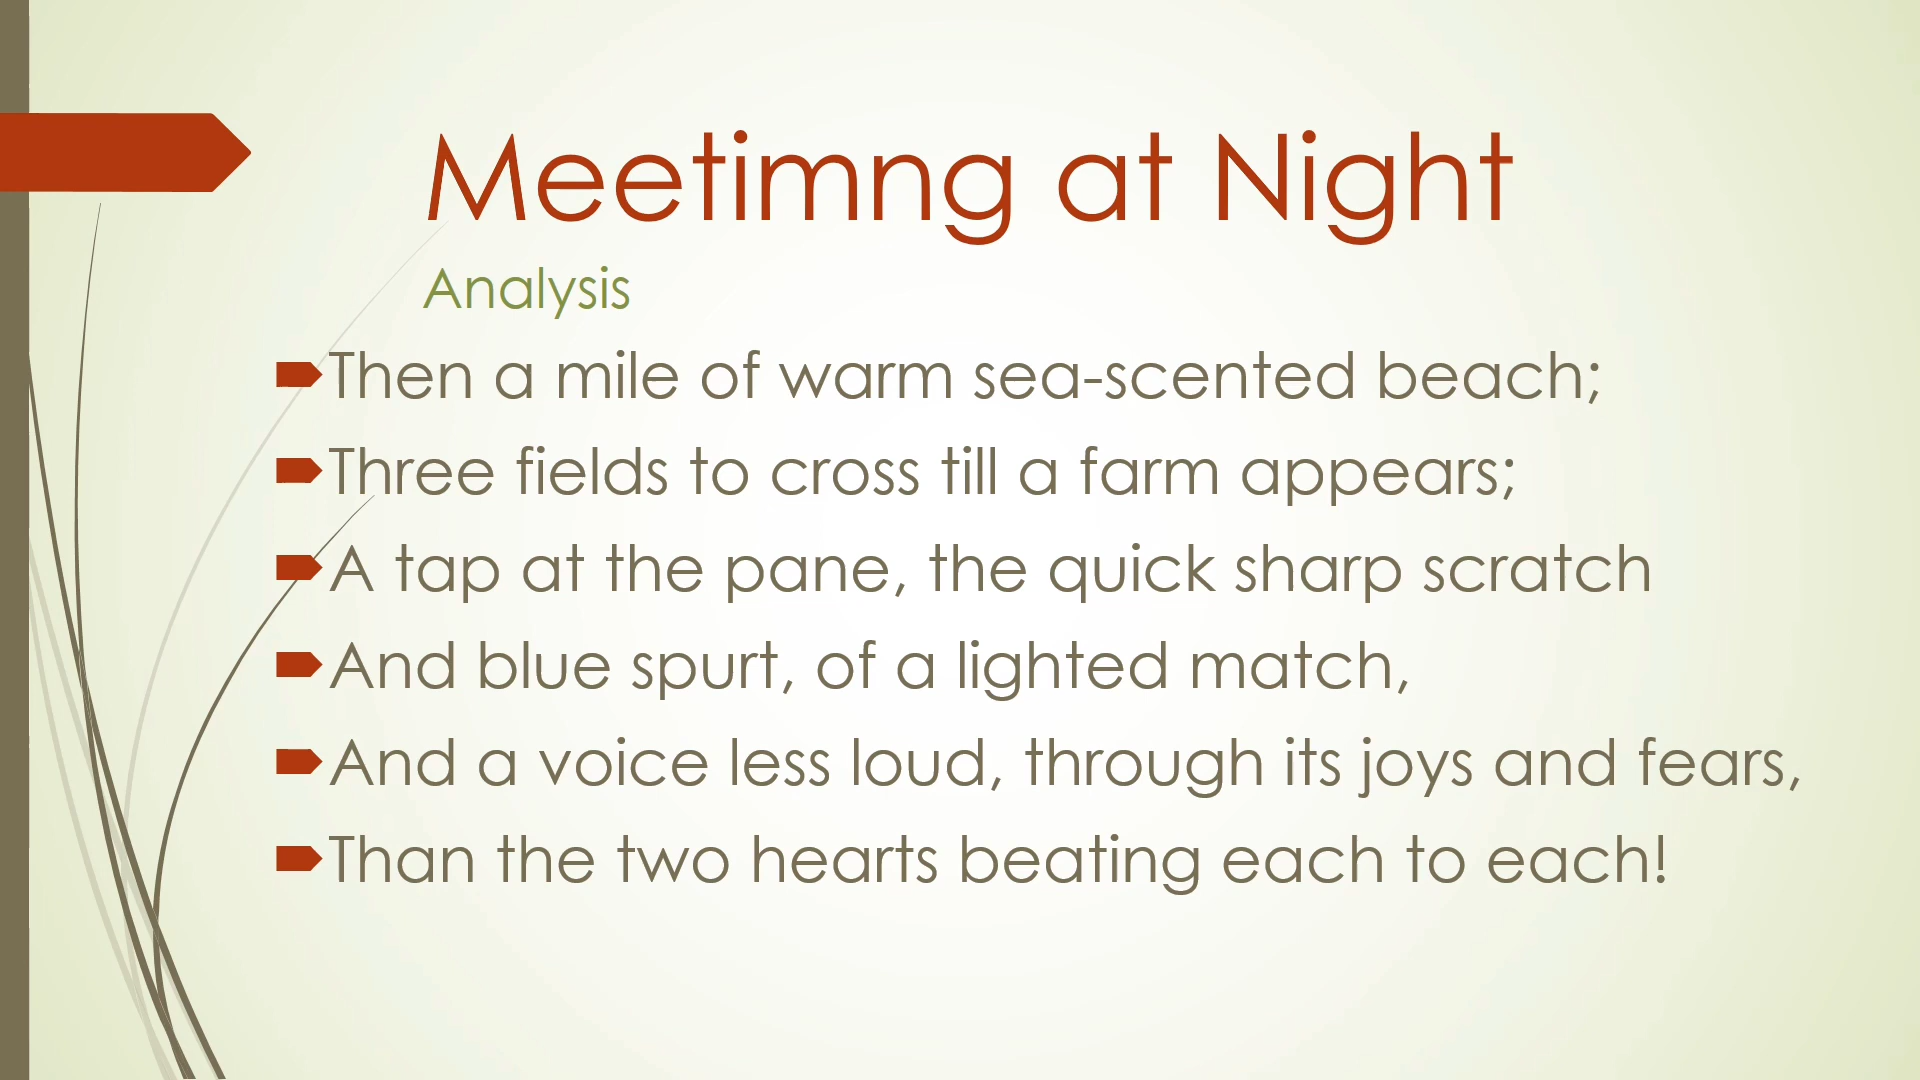 Meetimng at Night
Analysis
Then a mile of warm sea-scented beach;
Three fields to cross till a farm appears;
A tap at the pane, the quick sharp scratch
And blue spurt, of a lighted match,
And a voice less loud, through its joys and fears,
Than the two hearts beating each to each!